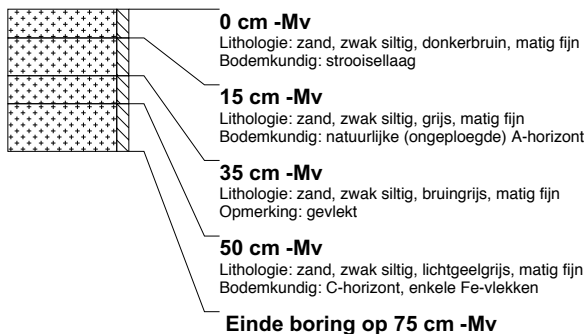 0 cm -Mv
Lithologie: zand, zwak siltig, donkerbruin, matig fijn
Bodemkundig: strooisellaag
15 cm -Mv
Lithologie: zand, zwak siltig, grijs, matig fijn
Bodemkundig: natuurlijke (ongeploegde) A-horizont
35 cm -Mv
Lithologie: zand, zwak siltig, bruingrijs, matig fijn
Opmerking: gevlekt
50 cm -Mv
Lithologie: zand, zwak siltig, lichtgeelgrijs, matig fijn
Bodemkundig: C-horizont, enkele Fe-vlekken
Einde boring op 75 cm -Mv